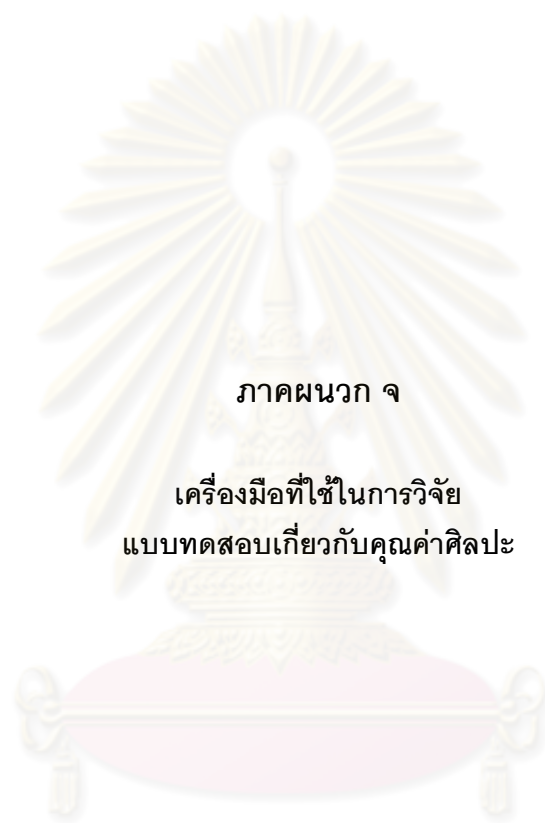 ภาคผนวก จ
เครื่องมือที่ใช้ในการวิจัย
แบบทดสอบเกี่ยวกับคุณค่าศิลปะ